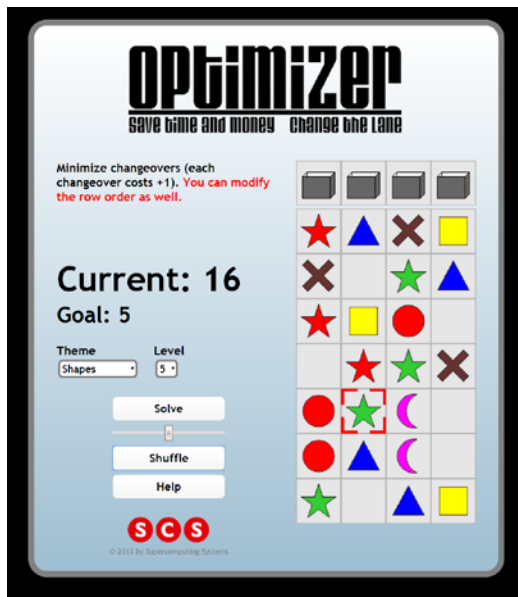 OPTIMIZER
SAVE TIME AND MONEY CHANGE THE LANE
Minimize changeovers (each
changeover costs +1). You can modify
the row order as well.
Current: 16
Goal: 5
Theme Level
Shapes 5
Solve
Shuffle
Help
SCS
© 2013 by Supercomputing Systems